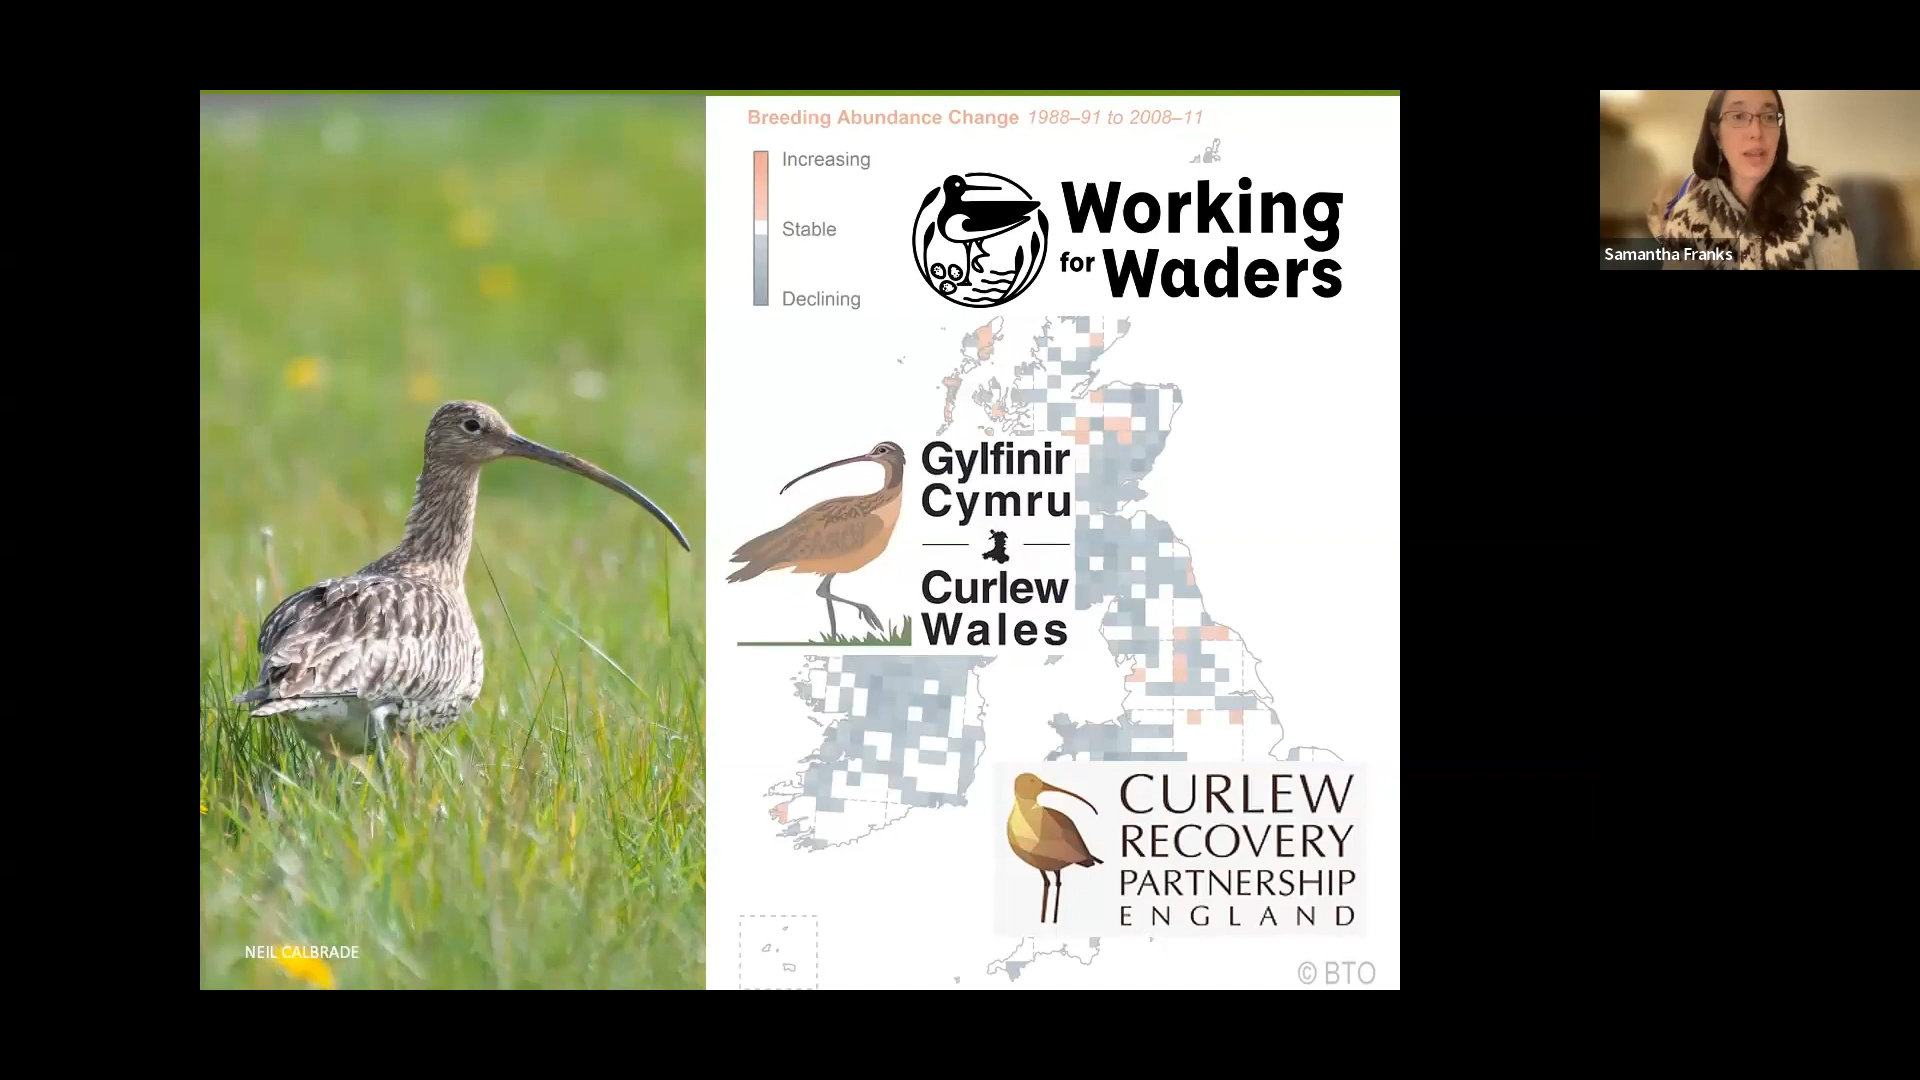 Breeding Abundance Change 1988–91 to 2008–11
Increasing
Stable
Declining
Working
for Waders
Gylfinir
Cymru
Curlew
Wales
CURLEW
RECOVERY
PARTNERSHIP
ENGLAND
NEIL CALBRADE
© BTO
Samantha Franks